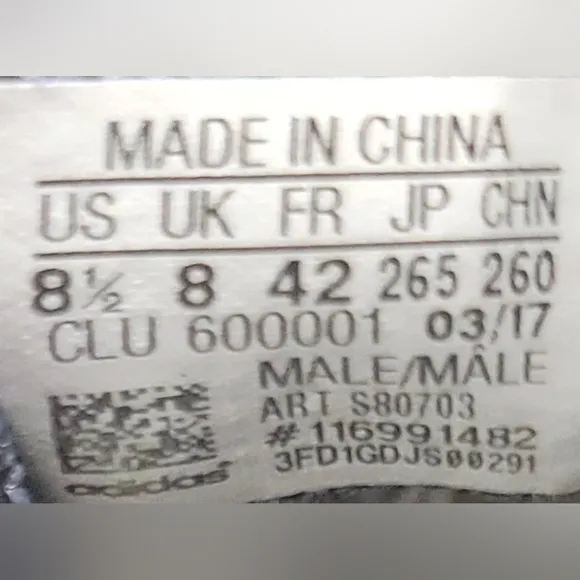 MADE IN CHINA
US UK FR JP CHN
8½ 8 42 265 260
CLU 600001 03/17
MALE/MÂLE
ART S80703
# 116991482
3FD1GDJS00291
adidas